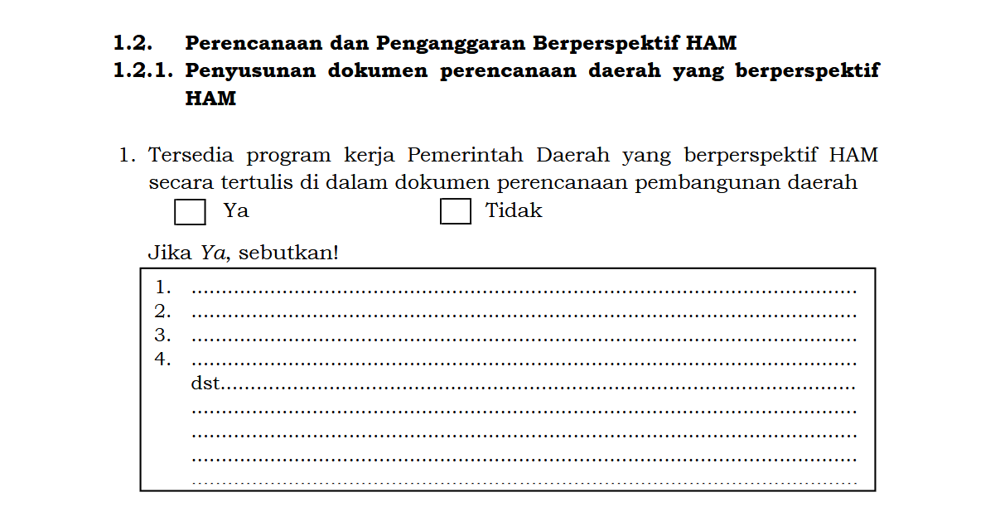 1.2. Perencanaan dan Penganggaran Berperspektif HAM
1.2.1. Penyusunan dokumen perencanaan daerah yang berperspektif
HAM
1. Tersedia program kerja Pemerintah Daerah yang berperspektif HAM
secara tertulis di dalam dokumen perencanaan pembangunan daerah
Ya Tidak
Jika Ya, sebutkan!
1. ................................................................................................................
2. ................................................................................................................
3. ................................................................................................................
4. ................................................................................................................
dst...........................................................................................................
................................................................................................................
................................................................................................................
................................................................................................................
................................................................................................................